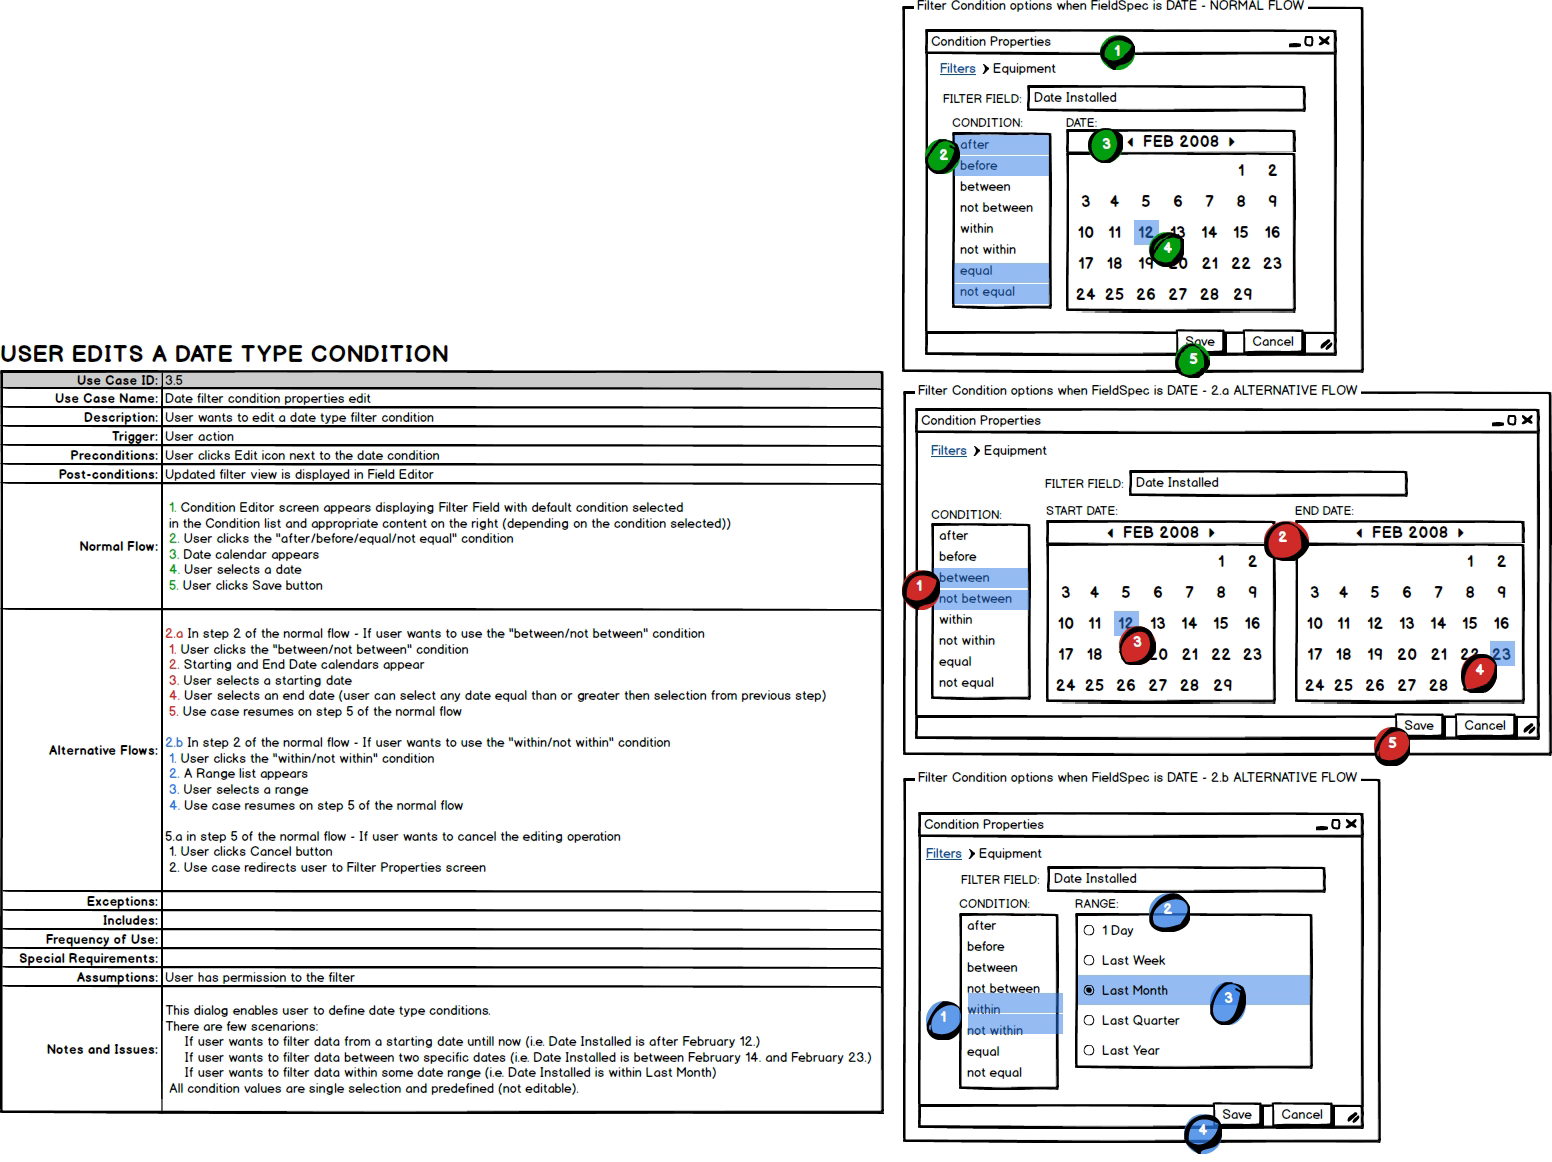 USER EDITS A DATE TYPE CONDITION
Use Case ID: 3.5
Use Case Name: Date filter condition properties edit
Description: User wants to edit a date type filter condition
Trigger: User action
Preconditions: User clicks Edit icon next to the date condition
Post-conditions: Updated filter view is displayed in Field Editor
Normal Flow:
1. Condition Editor screen appears displaying Filter Field with default condition selected
in the Condition list and appropriate content on the right (depending on the condition selected))
2. User clicks the "after/before/equal/not equal" condition
3. Date calendar appears
4. User selects a date
5. User clicks Save button
Alternative Flows:
2.a In step 2 of the normal flow - If user wants to use the "between/not between" condition
1. User clicks the "between/not between" condition
2. Starting and End Date calendars appear
3. User selects a starting date
4. User selects an end date (user can select any date equal than or greater then selection from previous step)
5. Use case resumes on step 5 of the normal flow
2.b In step 2 of the normal flow - If user wants to use the "within/not within" condition
1. User clicks the "within/not within" condition
2. A Range list appears
3. User selects a range
4. Use case resumes on step 5 of the normal flow
5.a in step 5 of the normal flow - If user wants to cancel the editing operation
1. User clicks Cancel button
2. Use case redirects user to Filter Properties screen
Exceptions:
Includes:
Frequency of Use:
Special Requirements:
Assumptions: User has permission to the filter
Notes and Issues:
This dialog enables user to define date type conditions.
There are few scenarions:
If user wants to filter data from a starting date untill now (i.e. Date Installed is after February 12.)
If user wants to filter data between two specific dates (i.e. Date Installed is between February 14. and February 23.)
If user wants to filter data within some date range (i.e. Date Installed is within Last Month)
All condition values are single selection and predefined (not editable).
Filter Condition options when FieldSpec is DATE - NORMAL FLOW
Condition Properties
1
Filters Equipment
FILTER FIELD: Date Installed
CONDITION:
2
after
before
between
not between
within
not within
equal
not equal
DATE:
3
FEB 2008
1 2
3 4 5 6 7 8 9
10 11 12 13 14 15 16
4
17 18 19 20 21 22 23
24 25 26 27 28 29
Save Cancel
5
Filter Condition options when FieldSpec is DATE - 2.a ALTERNATIVE FLOW
Condition Properties
Filters Equipment
FILTER FIELD: Date Installed
CONDITION:
after
before
1
between
not between
within
not within
equal
not equal
START DATE:
FEB 2008
1 2
3 4 5 6 7 8 9
10 11 12 13 14 15 16
3
17 18 20 21 22 23
24 25 26 27 28 29
2
END DATE:
FEB 2008
1 2
3 4 5 6 7 8 9
10 11 12 13 14 15 16
17 18 19 20 21 22 23
4
24 25 26 27 28
Save Cancel
5
Filter Condition options when FieldSpec is DATE - 2.b ALTERNATIVE FLOW
Condition Properties
Filters Equipment
FILTER FIELD: Date Installed
CONDITION:
after
before
between
not between
1
within
not within
equal
not equal
RANGE:
2
1 Day
Last Week
Last Month
3
Last Quarter
Last Year
Save Cancel
4